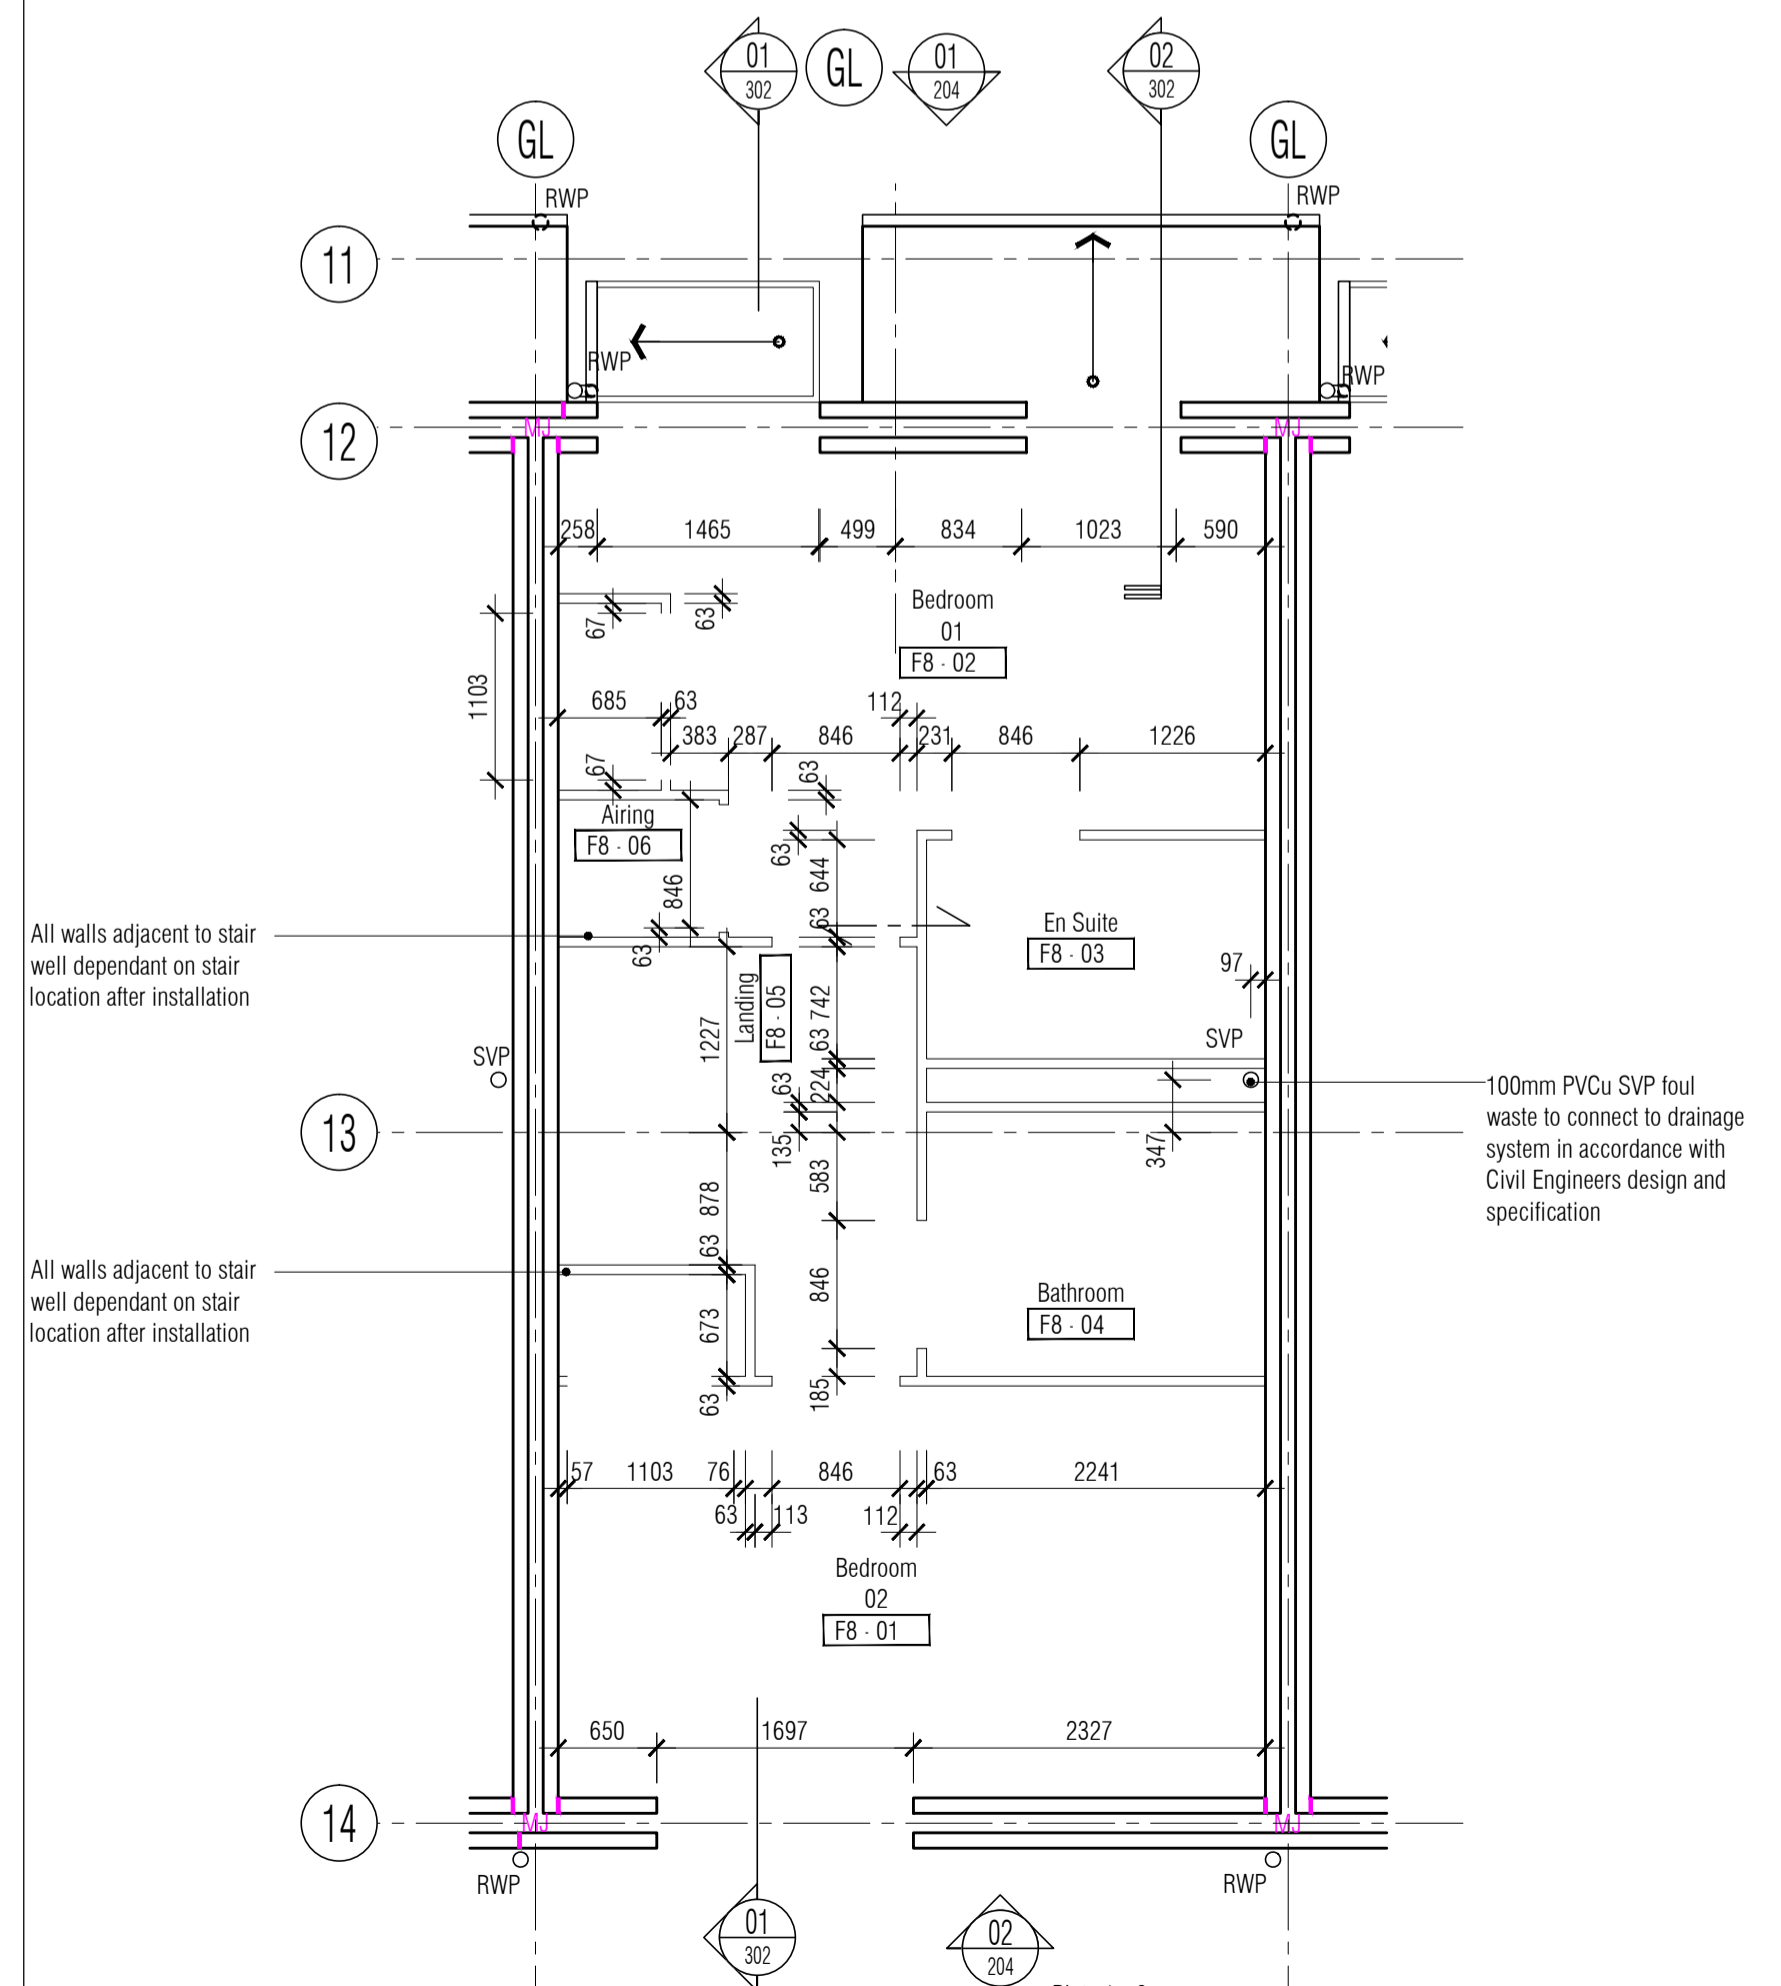 01
302
GL
01
204
02
302
GL
GL
RWP
RWP
11
RWP
RWP
12
MJ
MJ
258
1465
499
834
1023
590
67
63
Bedroom
01
F8 - 02
1103
685
63
112
383
287
846
231
846
1226
67
63
Airing
F8 - 06
63
644
846
63
63
En Suite
F8 - 03
97
All walls adjacent to stair
well dependant on stair
location after installation
Landing
F8 - 05
742
1227
63
SVP
SVP
63
224
100mm PVCu SVP foul
waste to connect to drainage
system in accordance with
Civil Engineers design and
specification
13
135
347
583
878
63
All walls adjacent to stair
well dependant on stair
location after installation
846
Bathroom
F8 - 04
673
63
185
57
1103
76
846
63
2241
63
113
112
Bedroom
02
F8 - 01
650
1697
2327
14
MJ
MJ
RWP
RWP
01
302
02
204